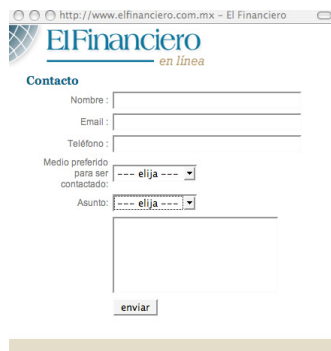 http://www.elfinanciero.com.mx - El Financiero
ElFinanciero
en línea
Contacto
Nombre :
Email :
Teléfono :
Medio preferido
para ser
contactado:
--- elija ---
Asunto:
--- elija ---
enviar